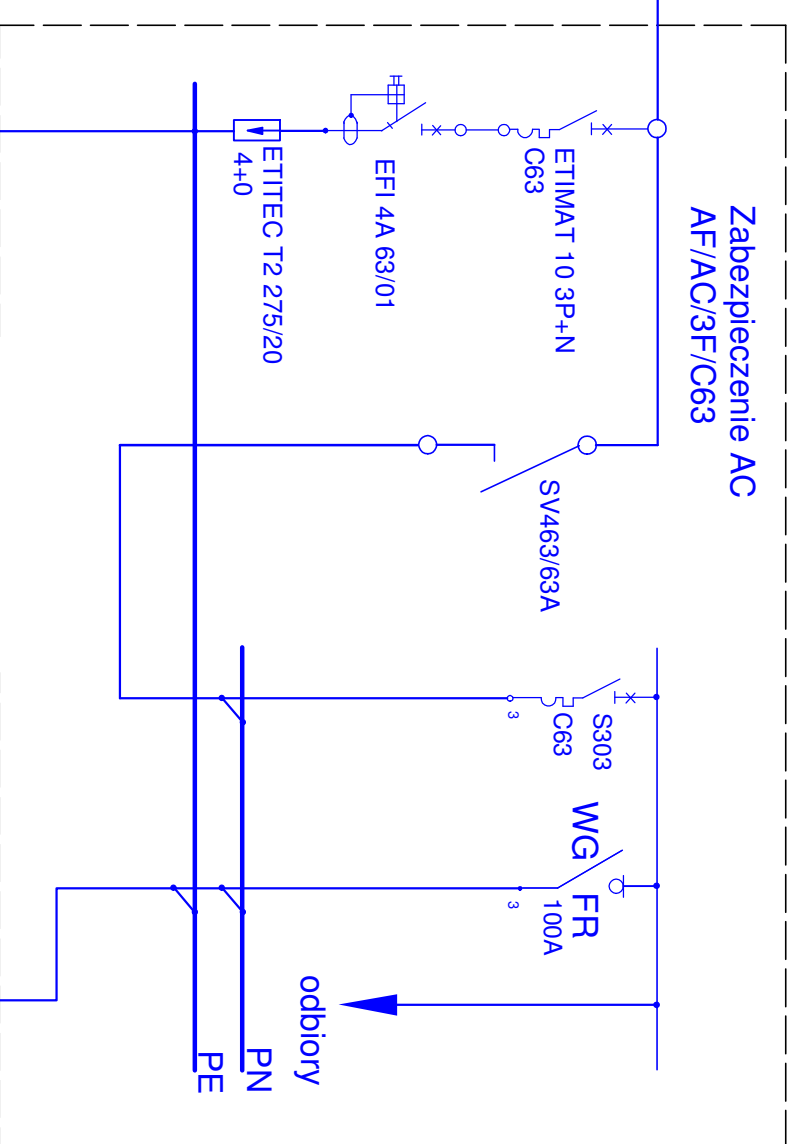 Zabezpieczenie AC
AF/AC/3F/C63
ETIMAT 10 3P+N
C63
EFI 4A 63/01
ETITEC T2 275/20
4+0
SV463/63A
S303
C63
3
WG FR
100A
3
odbiory
PN
PE